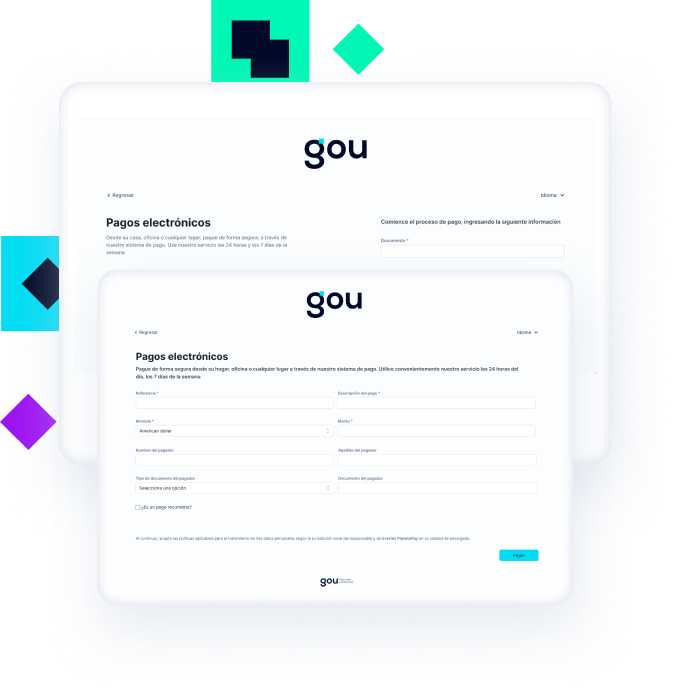 gou
Regresar
Idioma
Pagos electrónicos
Comience el proceso de pago, ingresando la siguiente información
Desde su casa, oficina o cualquier lugar, pague de forma segura; a través de
nuestro sistema de pago. Use nuestro servicio las 24 horas y los 7 días de la
semana
Documento *
gou
Regresar
Idioma
Pagos electrónicos
Pague de forma segura desde su hogar, oficina o cualquier lugar a través de nuestro sistema de pago. Utilice convenientemente nuestro servicio las 24 horas del
día, los 7 días de la semana
Referencia *
Descripción del pago *
Moneda *
Monto *
American dollar
Nombre del pagador
Apellido del pagador
Tipo de documento del pagador
Documento del pagador
Selecciona una opción
¿Es un pago recurrente?
Al continuar, acepto las políticas aplicables para el tratamiento de mis datos personales según la jurisdicción local del responsable y de Evertec PlacetoPay en su calidad de encargado.
Pagar
gou